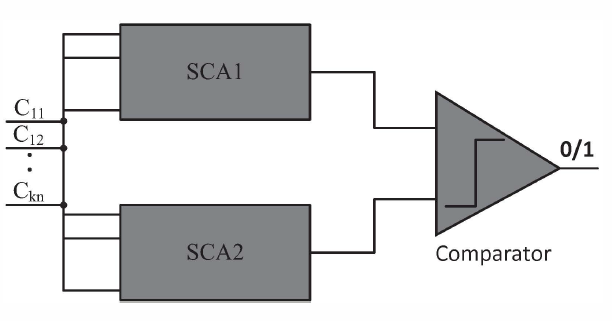 SCA1
C11
C12
:
Ckn
0/1
SCA2
Comparator